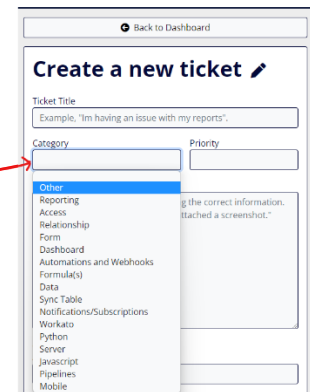 Back to Dashboard
Create a new ticket
Ticket Title
Example, "Im having an issue with my reports".
Category Priority
Other
Reporting
g the correct information.
Access
ttached a screenshot."
Relationship
Form
Dashboard
Automations and Webhooks
Formula(s)
Data
Sync Table
Notifications/Subscriptions
Workato
Python
Server
Javascript
Pipelines
Mobile